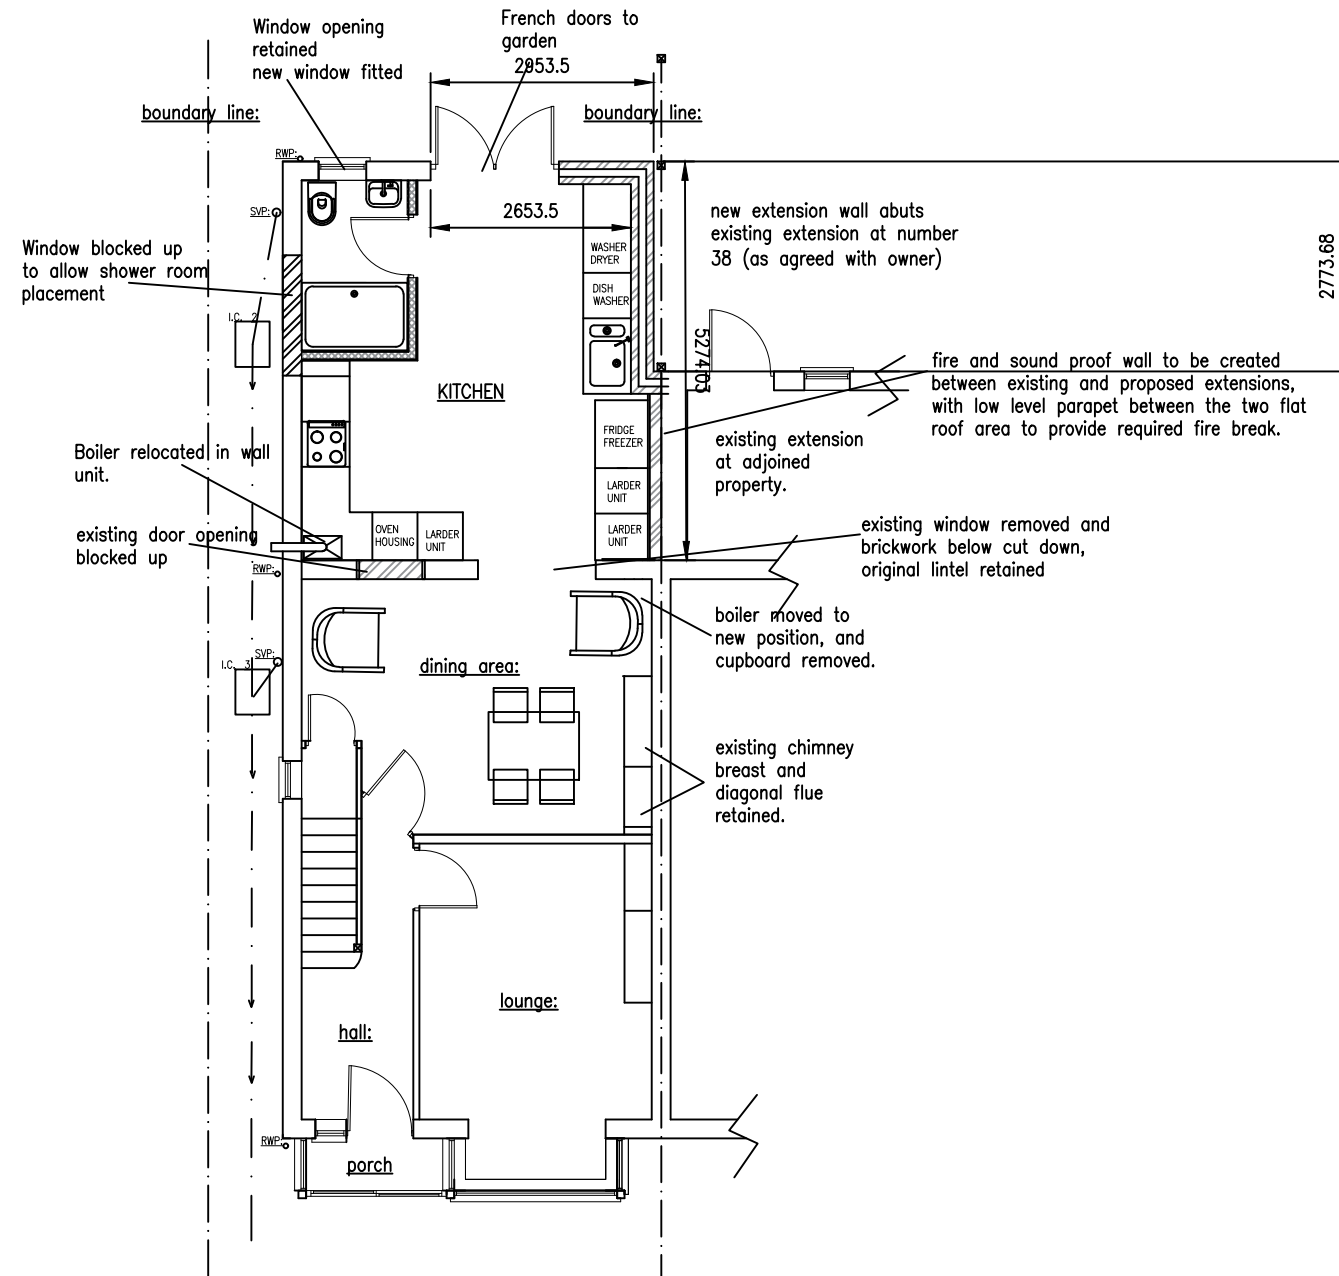 Window opening
retained
new window fitted
French doors to
garden
2953.5
boundary line:
boundary line:
RWP:
SVP:
2653.5
new extension wall abuts
existing extension at number
38 (as agreed with owner)
2773.68
Window blocked up
to allow shower room
placement
WASHER
DRYER
DISH
WASHER
I.C. 2
5274.03
fire and sound proof wall to be created
between existing and proposed extensions,
with low level parapet between the two flat
roof area to provide required fire break.
KITCHEN
FRIDGE
FREEZER
existing extension
at adjoined
property.
Boiler relocated in wall
unit.
LARDER
UNIT
existing door opening
blocked up
OVEN
HOUSING
LARDER
UNIT
LARDER
UNIT
existing window removed and
brickwork below cut down,
original lintel retained
RWP:
boiler moved to
new position, and
cupboard removed.
SVP:
I.C. 3
dining area:
existing chimney
breast and
diagonal flue
retained.
lounge:
hall:
RWP:
porch